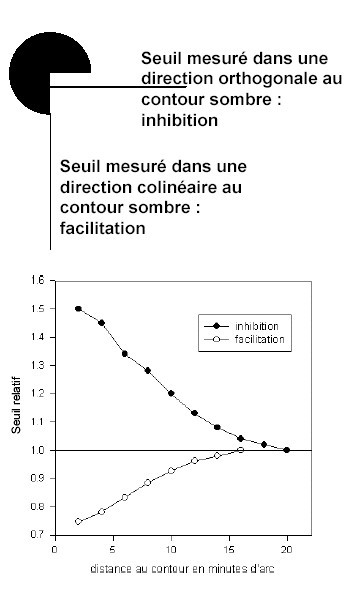 Seuil mesuré dans une
direction orthogonale au
contour sombre :
inhibition
Seuil mesuré dans une
direction colinéaire au
contour sombre :
facilitation
1.6
1.5
1.4
1.3
1.2
1.1
1.0
0.9
0.8
0.7
Seuil relatif
inhibition
facilitation
0 5 10 15 20
distance au contour en minutes d'arc